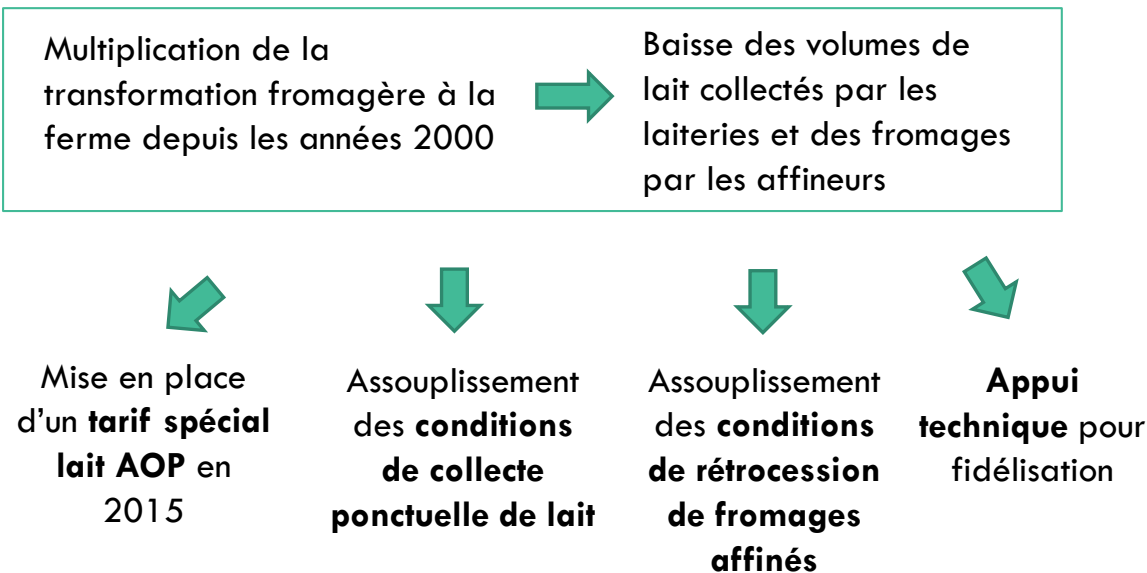 Multiplication de la
transformation fromagère à la
ferme depuis les années 2000
Baisse des volumes de
lait collectés par les
laiteries et des fromages
par les affineurs
Mise en place
d'un tarif spécial
lait AOP en
2015
Assouplissement
des conditions
de collecte
ponctuelle de lait
Assouplissement
des conditions
de rétrocession
de fromages
affinés
Appui
technique pour
fidélisation